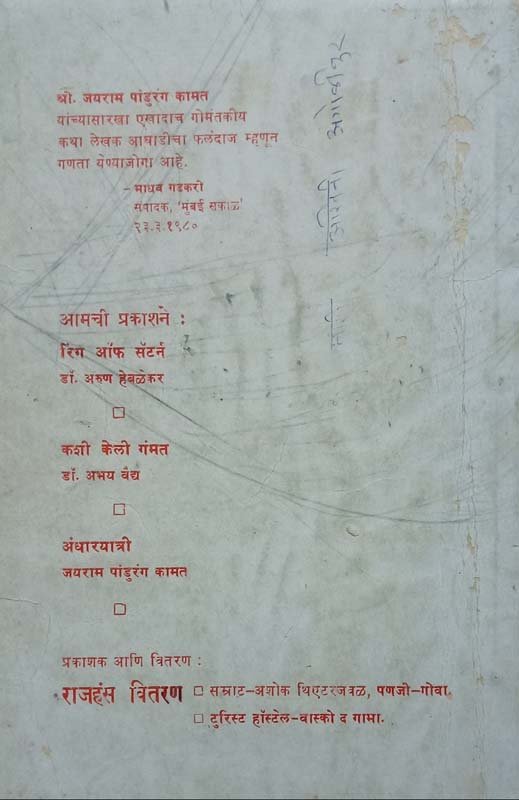 श्री. जयराम पांडुरंग कामत
यांच्यासारखा एखादाच गोमंतकीय
कथा लेखक आघाडीचा फलंदाज म्हणून
गणता येण्याजोगा आहे.
– माधव गडकरी
संपादक, 'मुंबई सकाळ'
२३.३.१९८०
आमची प्रकाशने :
रिंग ऑफ सॅटर्न
डॉ. अरुण हेबळेकर
कशी केली गंमत
डॉ. अभय वैद्य
अंधारयात्री
जयराम पांडुरंग कामत
प्रकाशक आणि वितरण :
राजहंस वितरण □ सम्राट–अशोक थिएटरजवळ, पणजी–गोवा.
□ टुरिस्ट हॉस्टेल–वास्को द गामा.